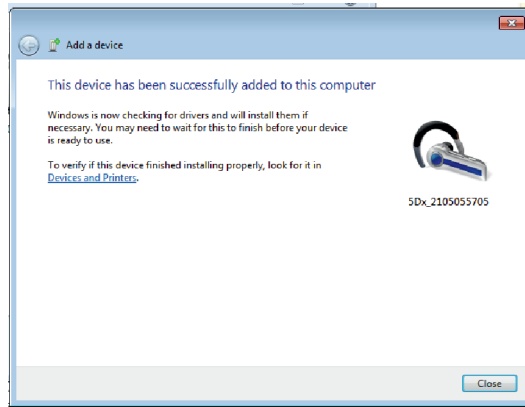 Add a device
This device has been successfully added to this computer
Windows is now checking for drivers and will install them if
necessary. You may need to wait for this to finish before your device
is ready to use.
To verify if this device finished installing properly, look for it in
Devices and Printers.
5Dx_2105055705
Close